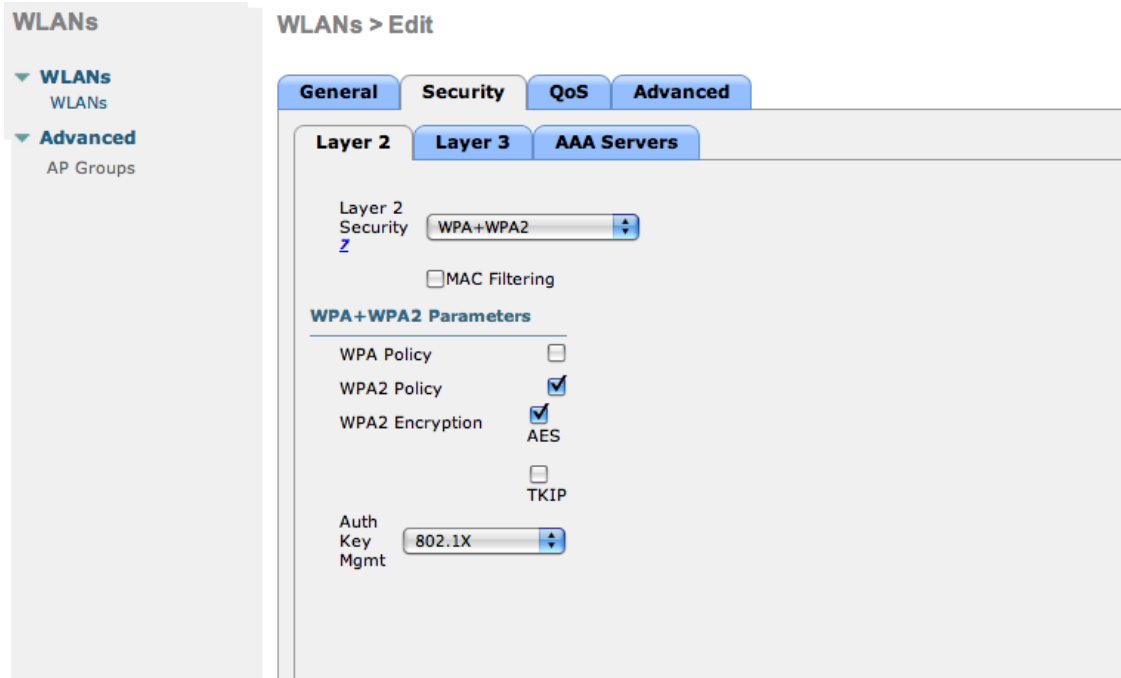 WLANs
WLANs
WLANs
Advanced
AP Groups
WLANs > Edit
General Security QoS Advanced
Layer 2 Layer 3 AAA Servers
Layer 2
Security WPA+WPA2
7
MAC Filtering
WPA+WPA2 Parameters
WPA Policy
WPA2 Policy
WPA2 Encryption
AES
TKIP
Auth
Key 802.1X
Mgmt